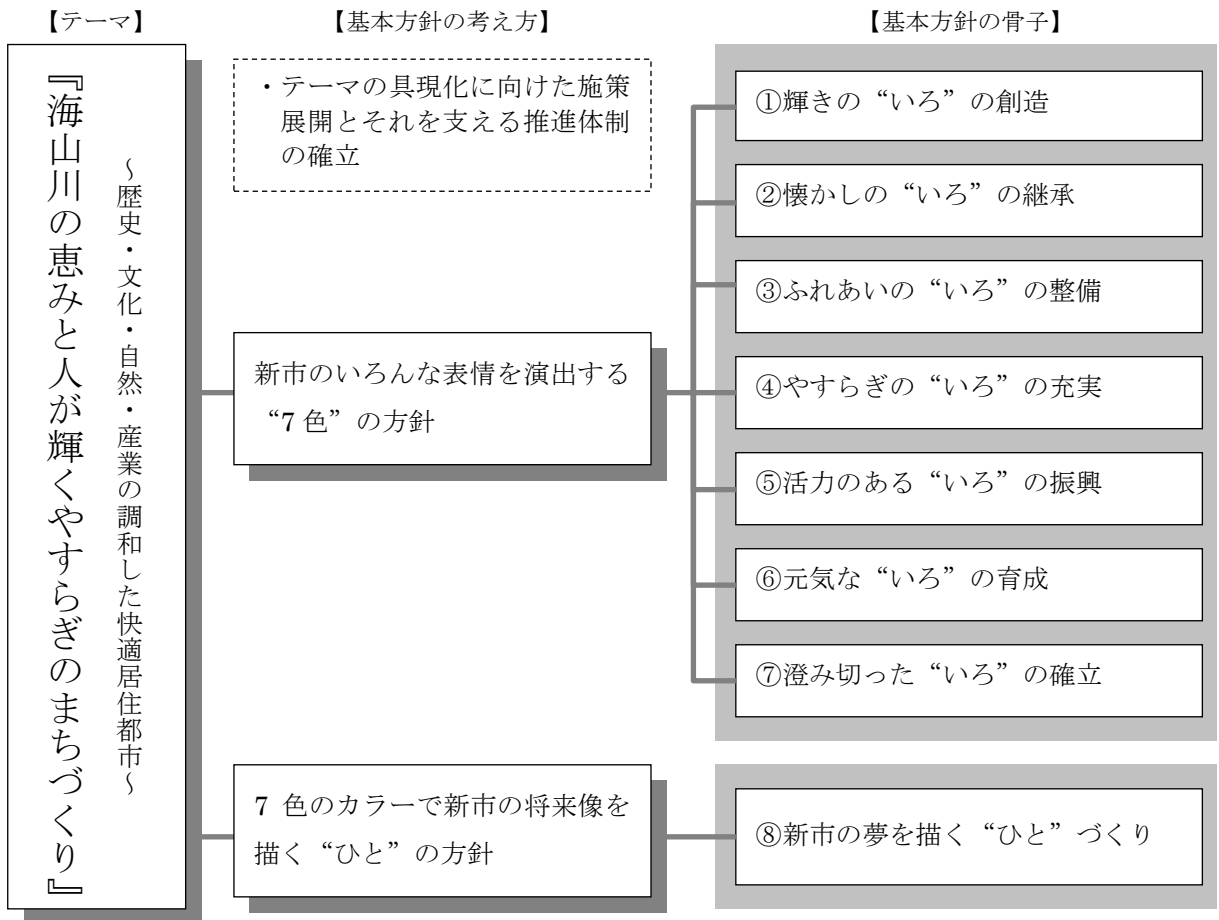 【テーマ】
【基本方針の考え方】
【基本方針の骨子】
『海山川の恵みと人が輝くやすらぎのまちづくり』
~歴史・文化・自然・産業の調和した快適居住都市~
・テーマの具現化に向けた施策
展開とそれを支える推進体制
の確立
新市のいろんな表情を演出する
“7色”の方針
①輝きの“いろ”の創造
②懐かしの“いろ”の継承
③ふれあいの“いろ”の整備
④やすらぎの“いろ”の充実
⑤活力のある“いろ”の振興
⑥元気な“いろ”の育成
⑦澄み切った“いろ”の確立
7 色のカラーで新市の将来像を
描く“ひと”の方針
⑧新市の夢を描く“ひと”づくり